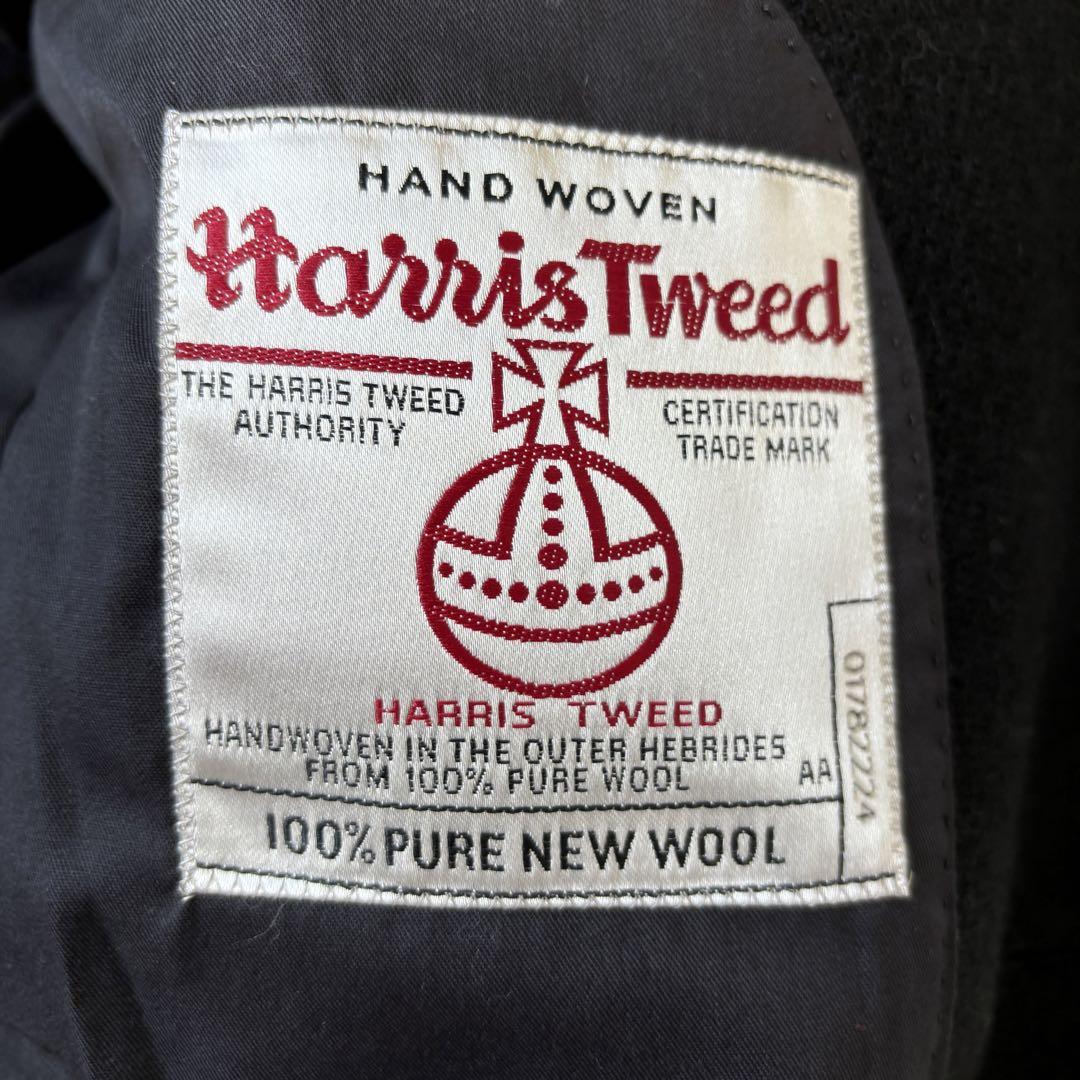 HAND WOVEN
Harris Tweed
THE HARRIS TWEED
AUTHORITY
CERTIFICATION
TRADE MARK
HARRIS TWEED
HANDWOVEN IN THE OUTER HEBRIDES
FROM 100% PURE WOOL
AA
01782224
100% PURE NEW WOOL